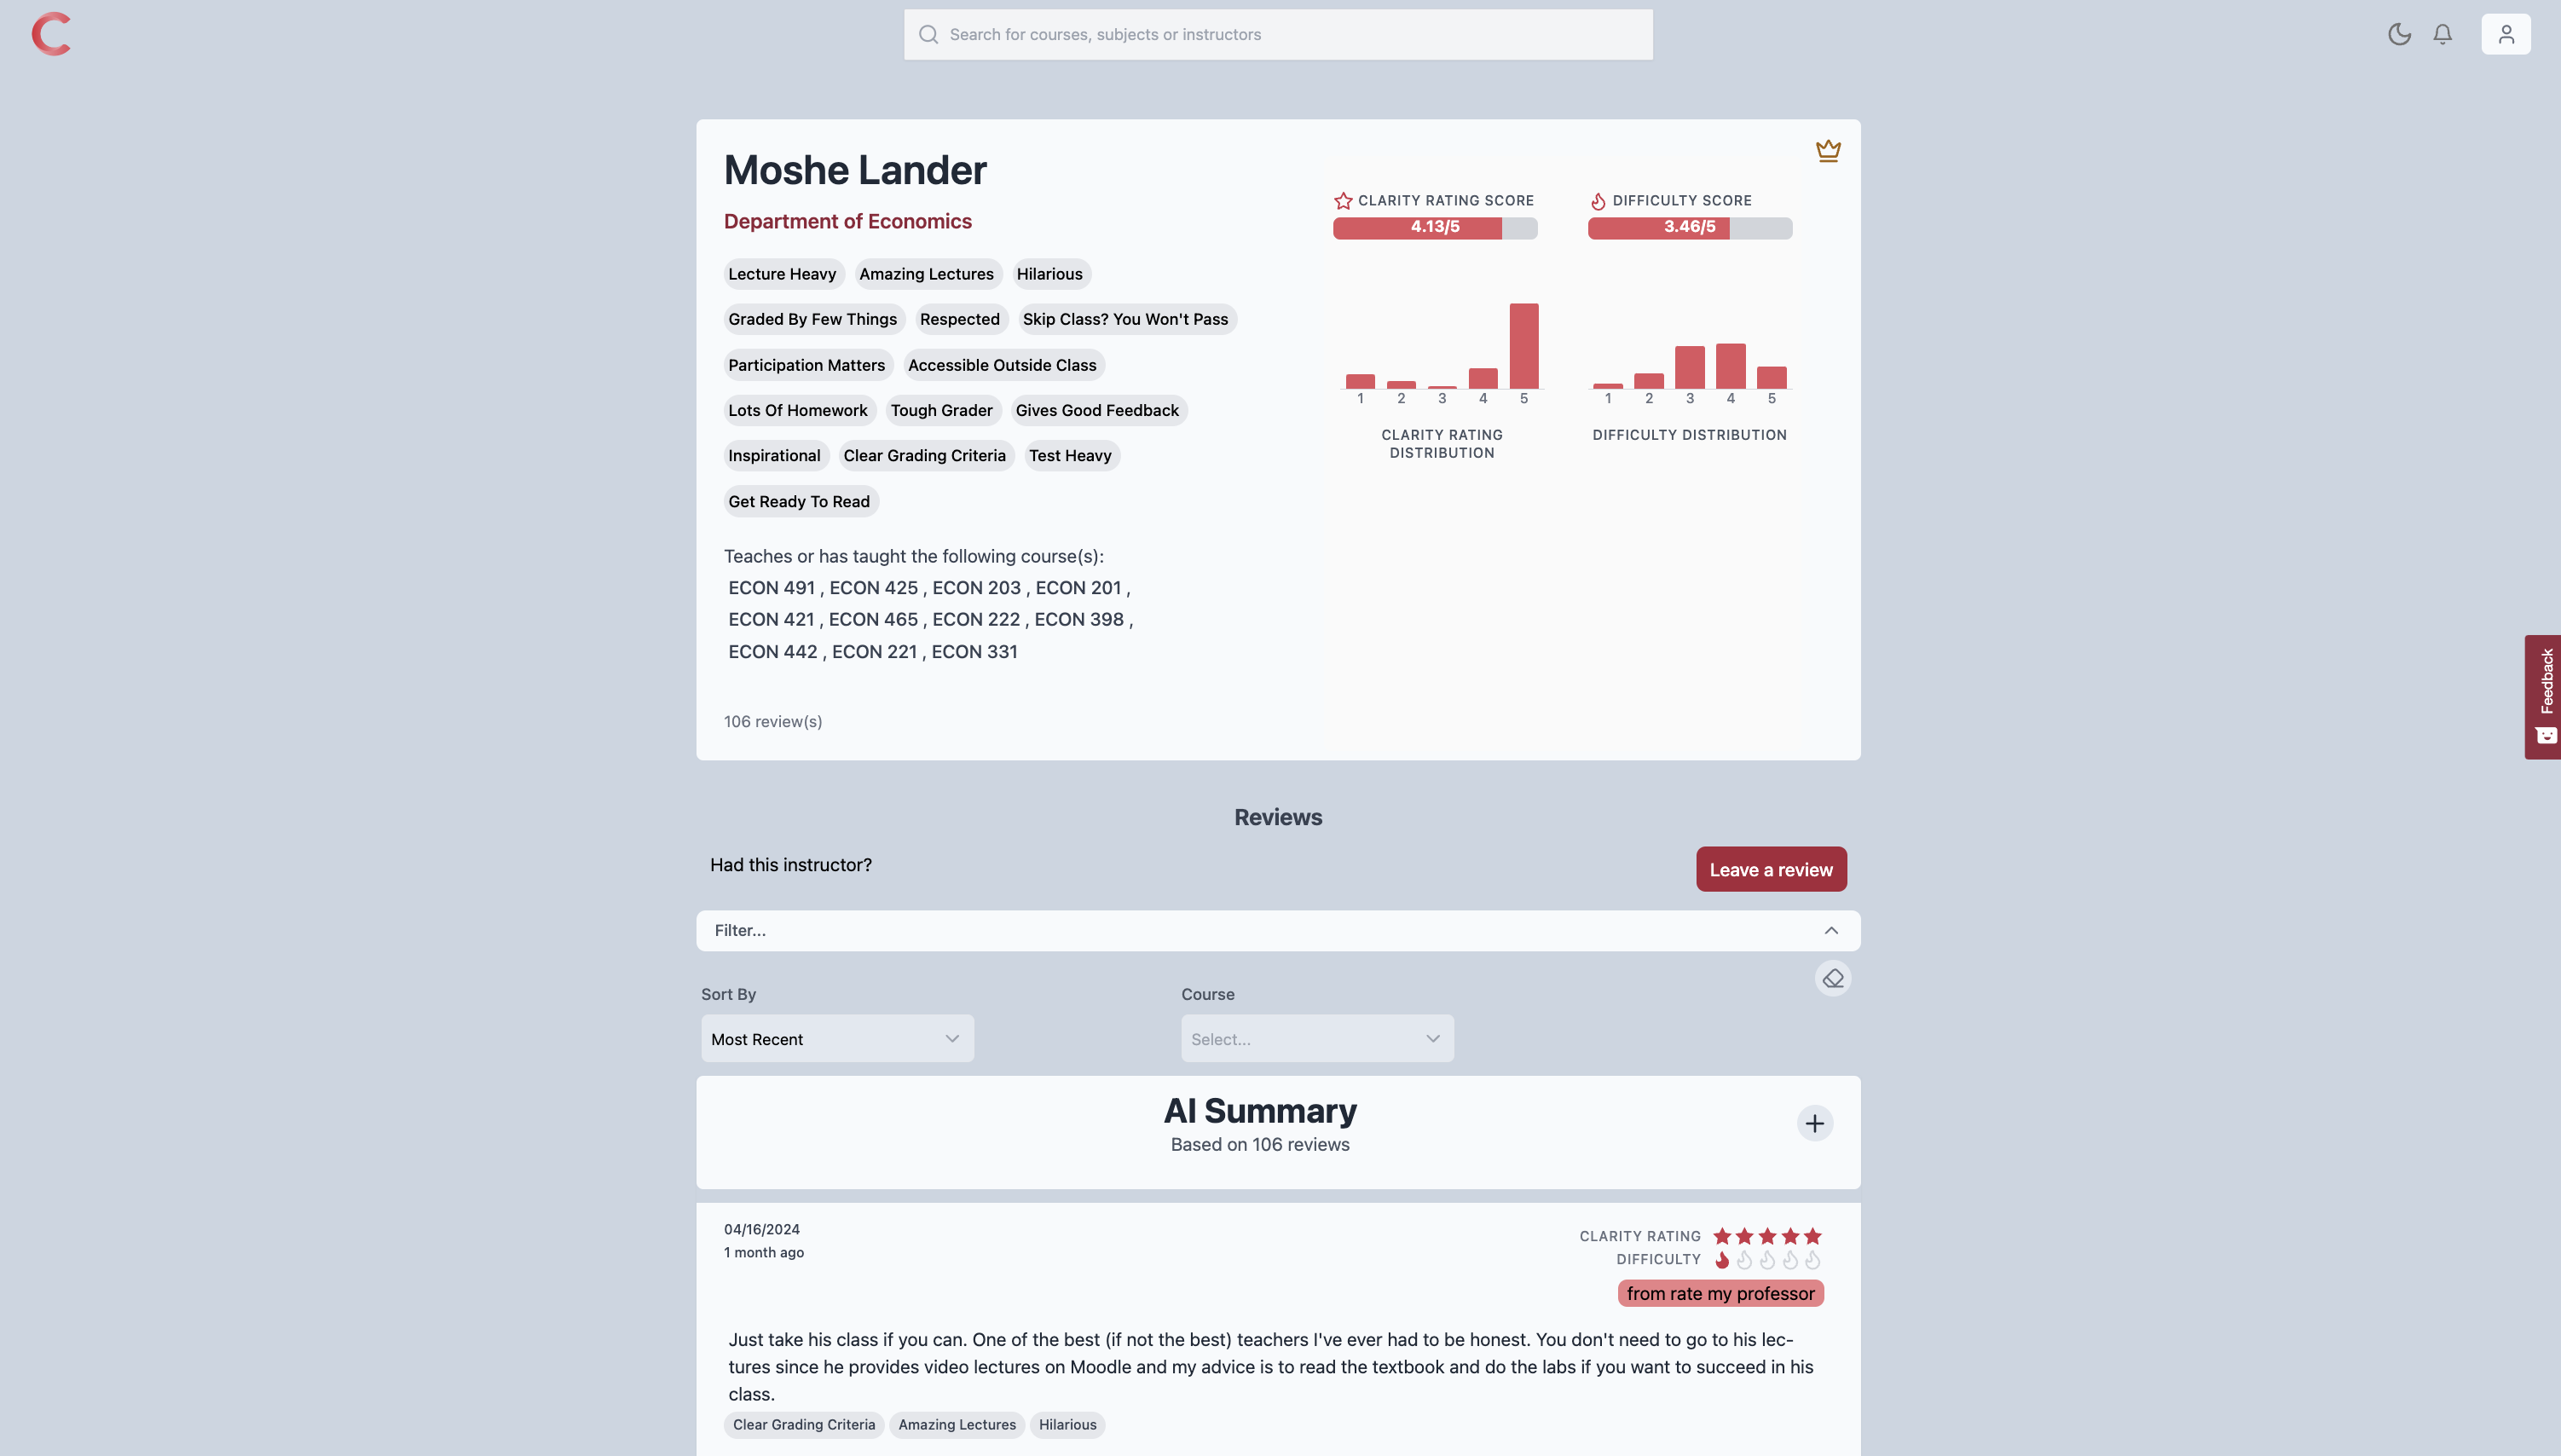 Search for courses, subjects or instructors
Moshe Lander
Department of Economics
Lecture Heavy Amazing Lectures Hilarious
Graded By Few Things Respected Skip Class? You Won't Pass
Participation Matters Accessible Outside Class
Lots Of Homework Tough Grader Gives Good Feedback
Inspirational Clear Grading Criteria Test Heavy
Get Ready To Read
Teaches or has taught the following course(s):
ECON 491 , ECON 425 , ECON 203 , ECON 201 ,
ECON 421 , ECON 465 , ECON 222 , ECON 398 ,
ECON 442 , ECON 221 , ECON 331
106 review(s)
CLARITY RATING SCORE
4.13/5
1 2 3 4 5
CLARITY RATING
DISTRIBUTION
DIFFICULTY SCORE
3.46/5
1 2 3 4 5
DIFFICULTY DISTRIBUTION
Feedback
Reviews
Had this instructor?
Leave a review
Filter...
Sort By
Most Recent
Course
Select...
AI Summary
Based on 106 reviews
04/16/2024
1 month ago
CLARITY RATING
DIFFICULTY
from rate my professor
Just take his class if you can. One of the best (if not the best) teachers I've ever had to be honest. You don't need to go to his lec-
tures since he provides video lectures on Moodle and my advice is to read the textbook and do the labs if you want to succeed in his
class.
Clear Grading Criteria Amazing Lectures Hilarious